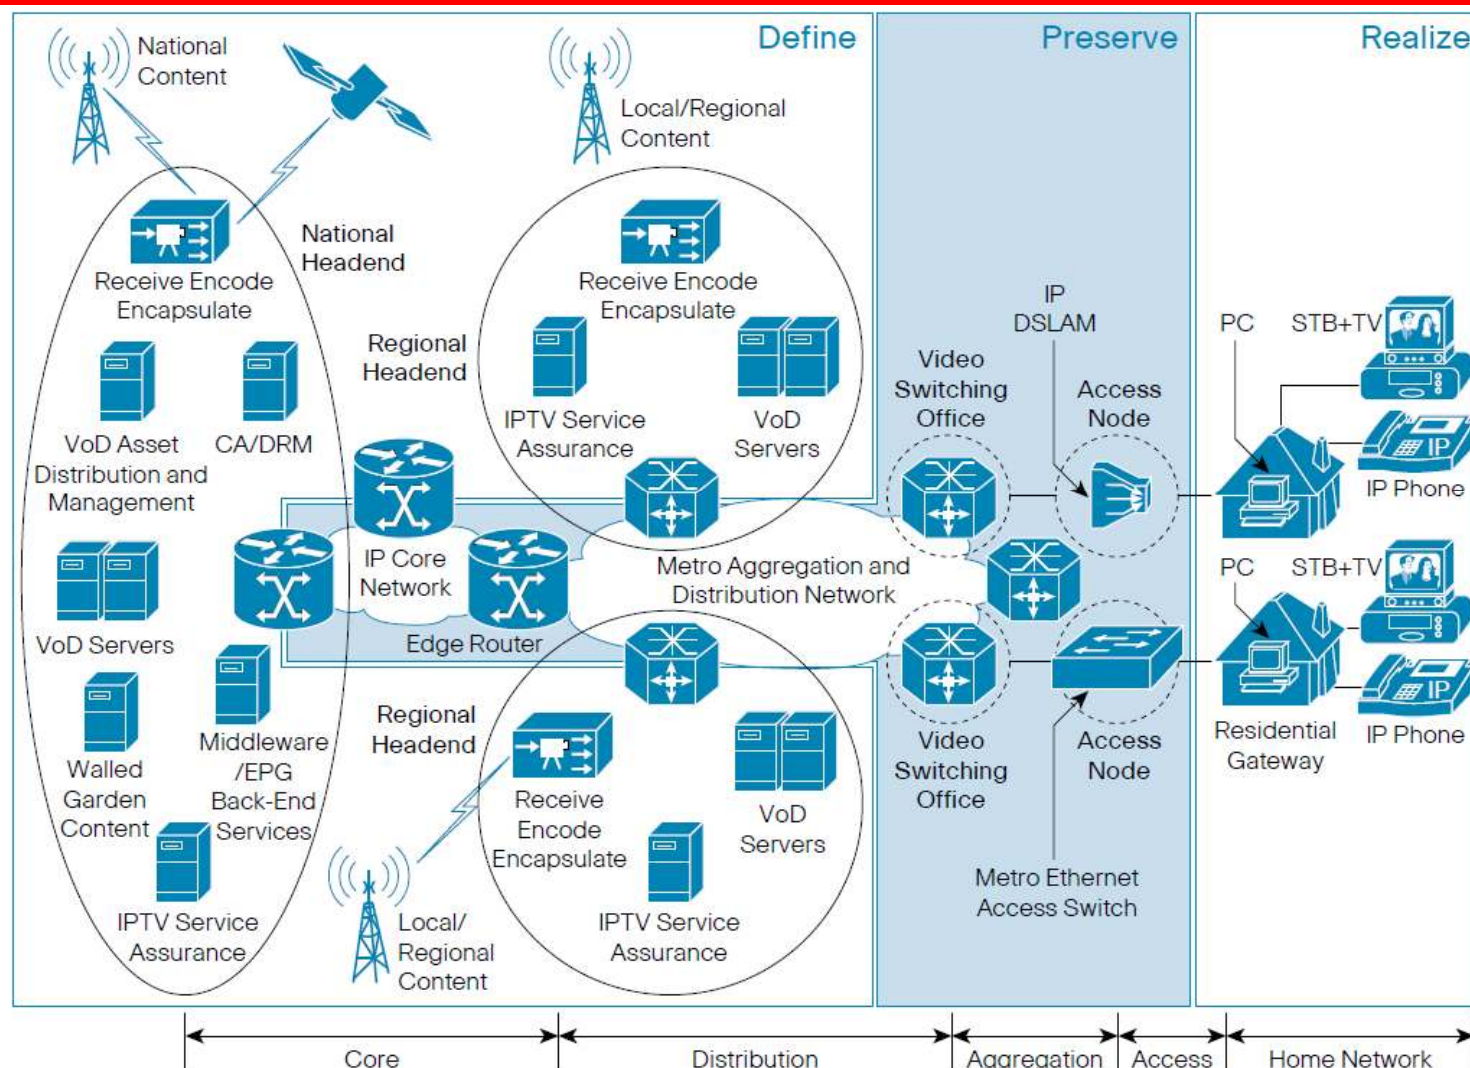 Define
Preserve
Realize
National
Content
Local/Regional
Content
National
Headend
Receive Encode
Encapsulate
Receive Encode
Encapsulate
Regional
Headend
VoD Asset
Distribution and
Management
CA/DRM
IPTV Service
Assurance
VoD
Servers
Video
Switching
Office
IP
DSLAM
Access
Node
PC
STB+TV
IP
IP Phone
IP Core
Network
Edge Router
Metro Aggregation and
Distribution Network
PC
STB+TV
IP
IP Phone
Residential
Gateway
VoD Servers
Walled
Garden
Content
Middleware
/EPG
Back-End
Services
IPTV Service
Assurance
Regional
Headend
Receive
Encode
Encapsulate
VoD
Servers
IPTV Service
Assurance
Local/
Regional
Content
Video
Switching
Office
Access
Node
Metro Ethernet
Access Switch
Core
Distribution
Aggregation
Access
Home Network